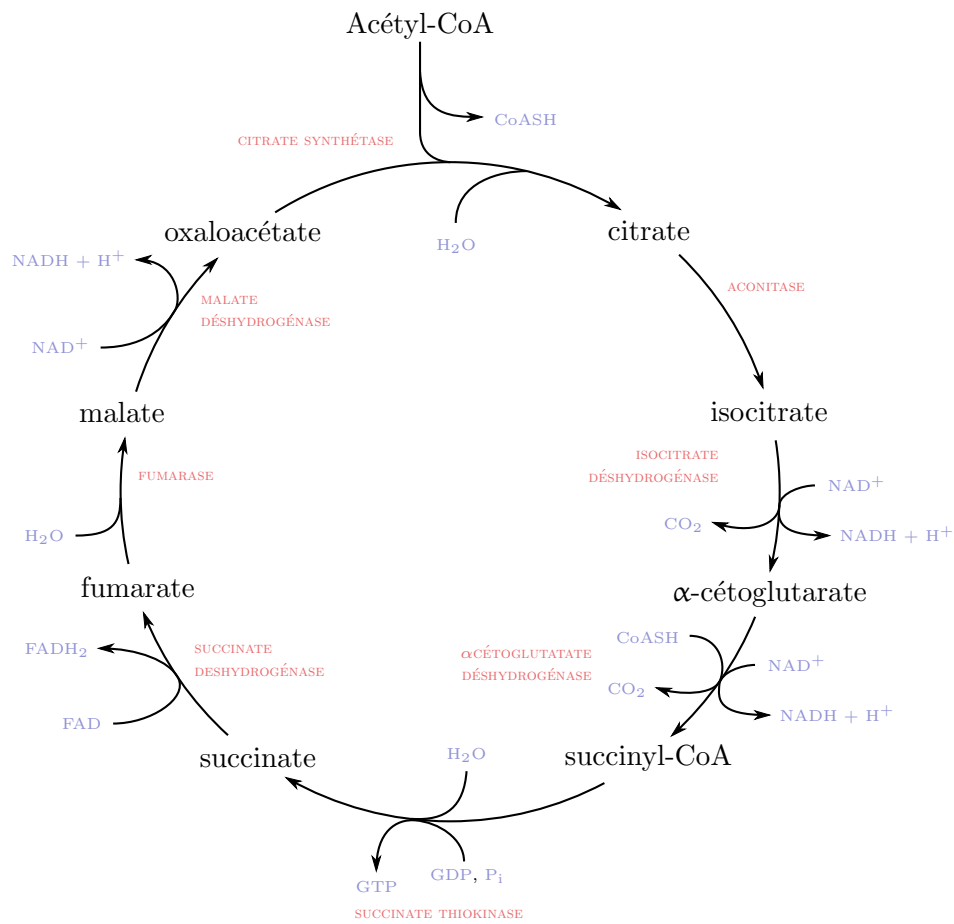 Acétyl-CoA
CoASH
CITRATE SYNTHÉTASE
oxaloacétate
H₂O
citrate
NADH + H⁺
MALATE
DÉSHYDROGÉNASE
NAD⁺
ACONITASE
malate
isocitrate
FUMARASE
ISOCITRATE
DÉSHYDROGÉNASE
NAD⁺
CO₂
NADH + H⁺
H₂O
fumarate
α-cétoglutarate
FADH₂
SUCCINATE
DESHYDROGÉNASE
FAD
CoASH
αCÉTOGLUTATATE
DÉSHYDROGÉNASE
NAD⁺
CO₂
NADH + H⁺
succinate
H₂O
succinyl-CoA
GTP
GDP, Pᵢ
SUCCINATE THIOKINASE